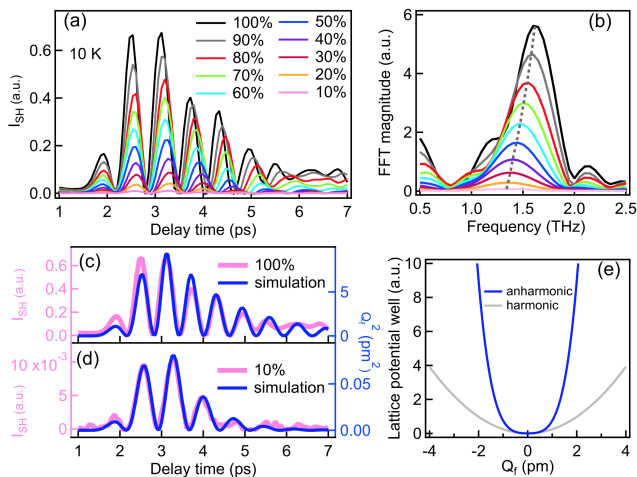 (a)
10 K
100%
90%
80%
70%
60%
50%
40%
30%
20%
10%
I_SH (a.u.)
0.6
0.4
0.2
0.0
1 2 3 4 5 6 7
Delay time (ps)
(b)
FFT magnitude (a.u.)
6
4
2
0
0.5 1.0 1.5 2.0 2.5
Frequency (THz)
(c)
100%
simulation
I_SH (a.u.)
0.6
0.4
0.2
0.0
5
0
Q_f^2 (pm^2)
(d)
10%
simulation
I_SH (a.u.)
10 x10^-3
5
0
0.05
0.00
1 2 3 4 5 6 7
Delay time (ps)
(e)
anharmonic
harmonic
Lattice potential well (a.u.)
10
8
6
4
2
0
-4 -2 0 2 4
Q_f (pm)